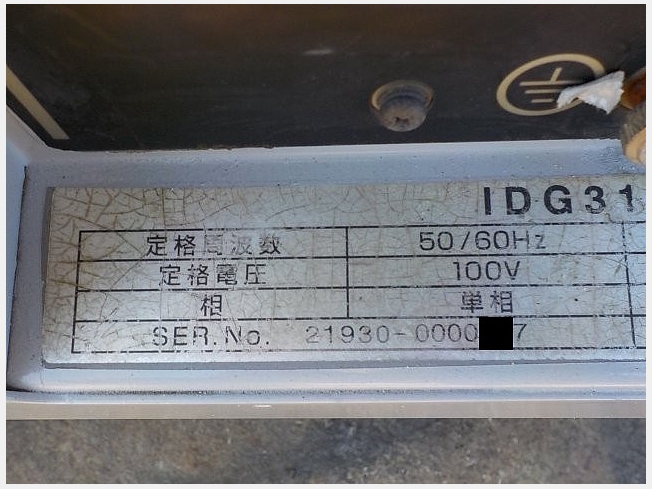 IDG31
定格周波数 50/60Hz
定格電圧 100V
相 単相
SER.No. 21930-0000 7